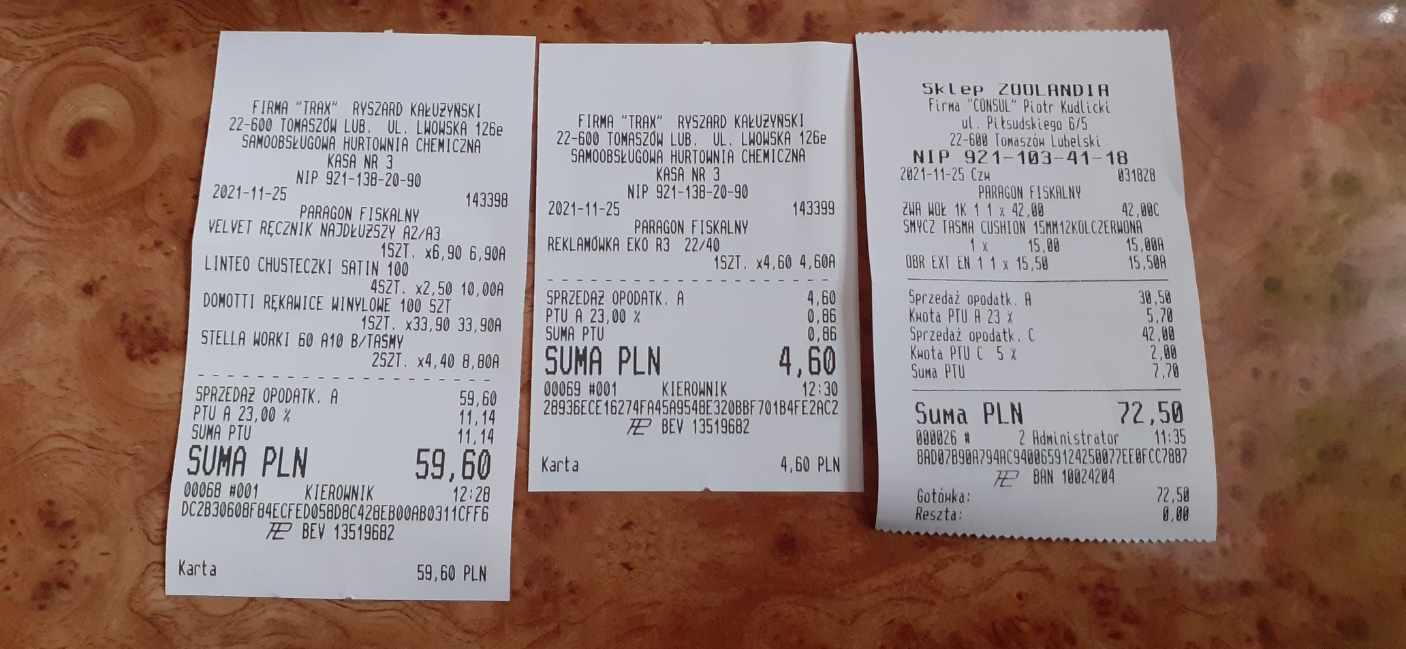 FIRMA "TRAX" RYSZARD KAŁUŻYŃSKI
22-600 TOMASZÓW LUB. UL. LWOWSKA 126e
SAMOOBSŁUGOWA HURTOWNIA CHEMICZNA
KASA NR 3
NIP 921-138-20-90
2021-11-25 143398
PARAGON FISKALNY
VELVET RĘCZNIK NAJDŁUŻSZY A2/A3
1SZT. x6,90 6,90A
LINTEO CHUSTECZKI SATIN 100
4SZT. x2,50 10,00A
DOMOTTI RĘKAWICE WINYLOWE 100 SZT
1SZT. x33,90 33,90A
STELLA WORKI 60 A10 B/TAŚMY
2SZT. x4,40 8,80A
SPRZEDAŻ OPODATK. A 59,60
PTU A 23,00 % 11,14
SUMA PTU 11,14
SUMA PLN 59,60
00068 #001 KIEROWNIK 12:28
DC2B30608F84ECFED058D8C428EB00AB0311CFF6
BEV 13519682
Karta 59,60 PLN
FIRMA "TRAX" RYSZARD KAŁUŻYŃSKI
22-600 TOMASZÓW LUB. UL. LWOWSKA 126e
SAMOOBSŁUGOWA HURTOWNIA CHEMICZNA
KASA NR 3
NIP 921-138-20-90
2021-11-25 143399
PARAGON FISKALNY
REKLAMÓWKA EKO R3 22/40
1SZT. x4,60 4,60A
SPRZEDAŻ OPODATK. A 4,60
PTU A 23,00 % 0,86
SUMA PTU 0,86
SUMA PLN 4,60
00069 #001 KIEROWNIK 12:30
28936ECE16274FA45A954BE320BBF701B4FE2AC2
BEV 13519682
Karta 4,60 PLN
Sklep ZOOLANDIA
Firma "CONSUL" Piotr Kudlicki
ul. Piłsudskiego 6/5
22-600 Tomaszów Lubelski
NIP 921-103-41-18
2021-11-25 Czw 031828
PARAGON FISKALNY
ŻWA WOŁ 1K 1 1 x 42,00 42,00C
SMYCZ TASMA CUSHION 15MM12KOLCZERWONA
1 x 15,00 15,00A
OBR EXT EN 1 1 x 15,50 15,50A
Sprzedaż opodatk. A 30,50
Kwota PTU A 23 % 5,70
Sprzedaż opodatk. C 42,00
Kwota PTU C 5 % 2,00
Suma PTU 7,70
Suma PLN 72,50
000026 # 2 Administrator 11:35
8AD07B90A794AC9400659124250077EE0FCC78B7
BAN 10024204
Gotówka: 72,50
Reszta: 0,00